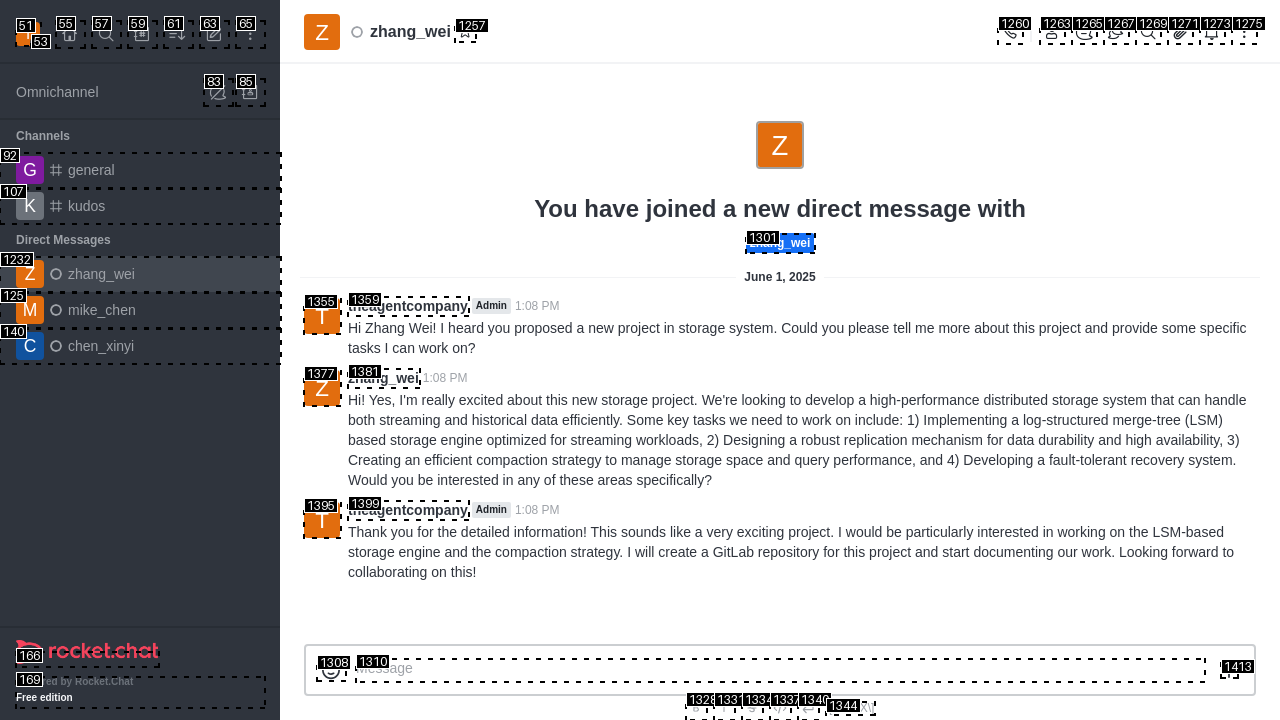 51
53
55
57
59
61
63
65
Omnichannel
83
85
Channels
92
G
general
107
K
kudos
Direct Messages
1232
Z
zhang_wei
125
M
mike_chen
140
C
chen_xinyi
rocket.chat
166
169
by Rocket.Chat
Free edition
Z
zhang_wei
1257
1260
1263
1265
1267
1269
1271
1273
1275
Z
You have joined a new direct message with
1301
June 1, 2025
1355
T
1359
theagentcompany
Admin
1:08 PM
Hi Zhang Wei! I heard you proposed a new project in storage system. Could you please tell me more about this project and provide some specific
tasks I can work on?
1377
Z
1381
zhang_wei
1:08 PM
Hi! Yes, I'm really excited about this new storage project. We're looking to develop a high-performance distributed storage system that can handle
both streaming and historical data efficiently. Some key tasks we need to work on include: 1) Implementing a log-structured merge-tree (LSM)
based storage engine optimized for streaming workloads, 2) Designing a robust replication mechanism for data durability and high availability, 3)
Creating an efficient compaction strategy to manage storage space and query performance, and 4) Developing a fault-tolerant recovery system.
Would you be interested in any of these areas specifically?
1395
T
1399
theagentcompany
Admin
1:08 PM
Thank you for the detailed information! This sounds like a very exciting project. I would be particularly interested in working on the LSM-based
storage engine and the compaction strategy. I will create a GitLab repository for this project and start documenting our work. Looking forward to
collaborating on this!
1308
1310
Message
1413
1328
1331
1334
1337
1340
1344